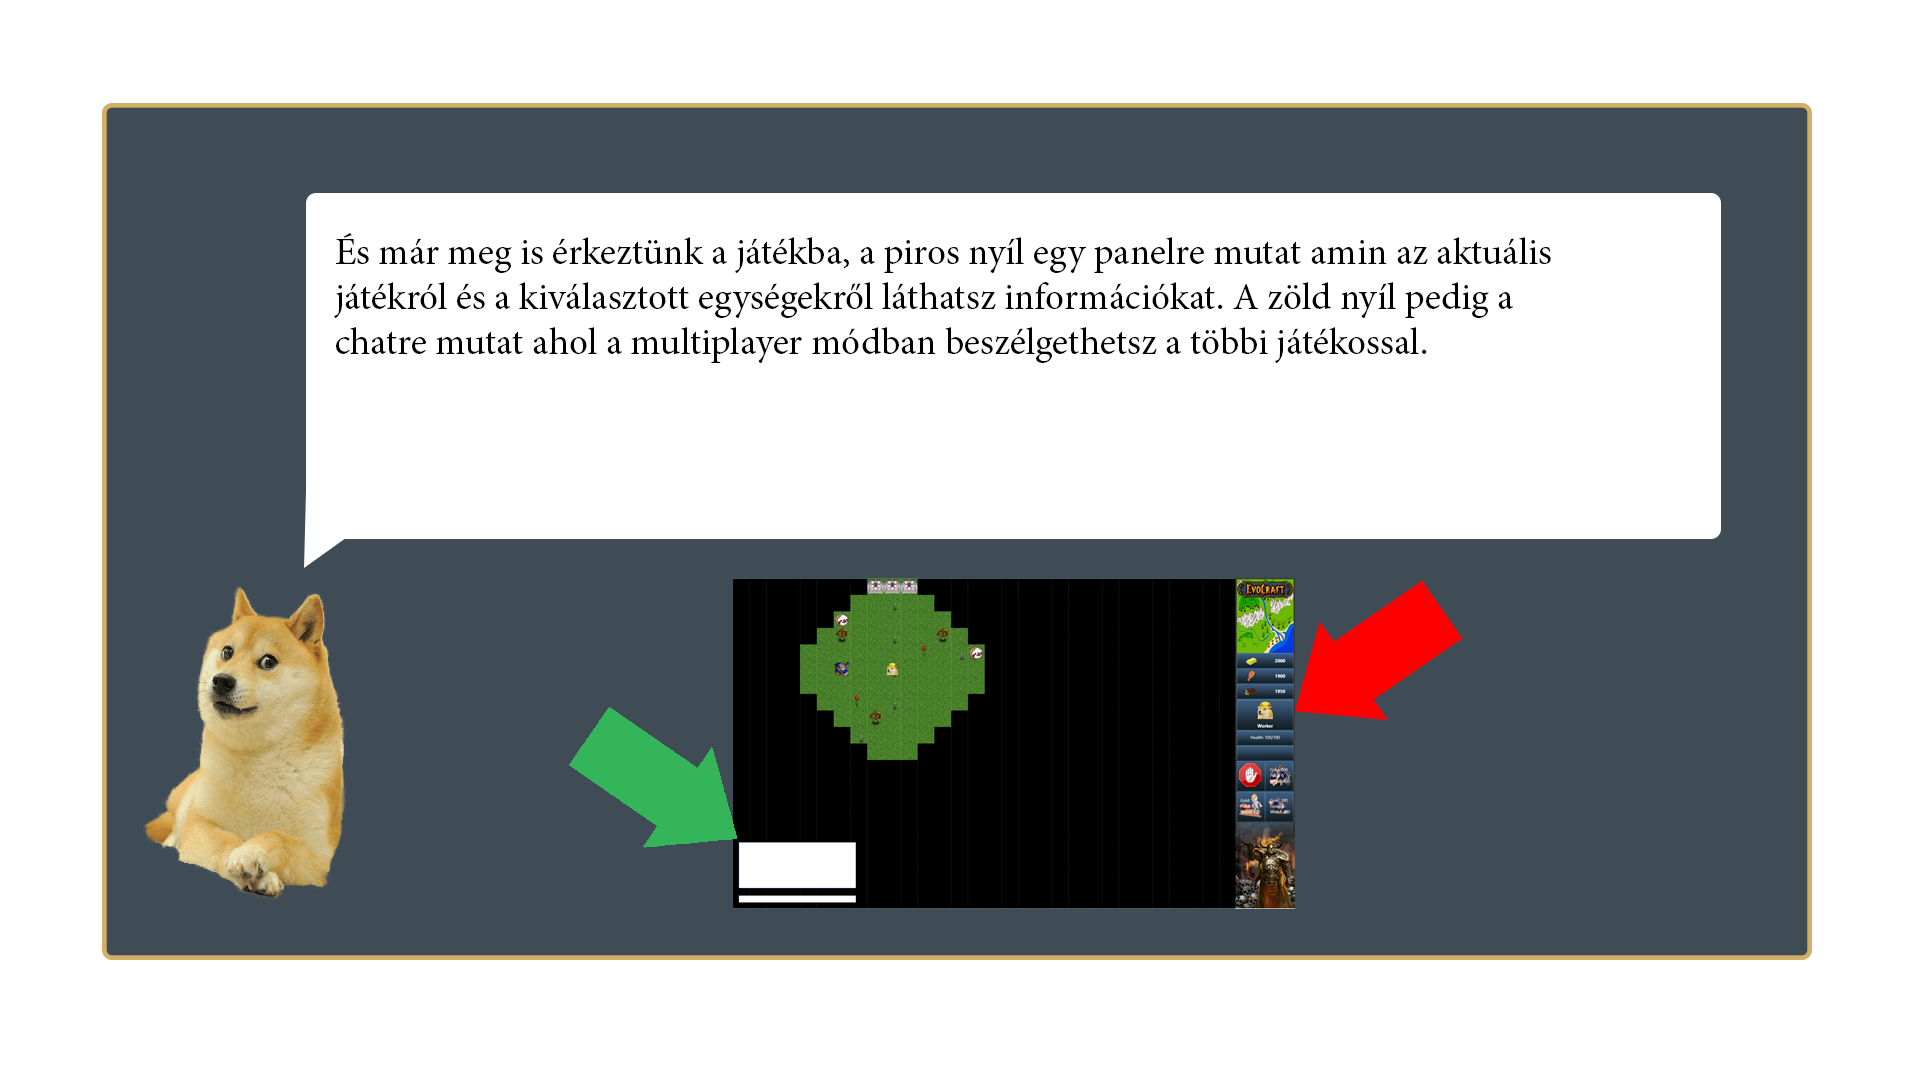 És már meg is érkeztünk a játékba, a piros nyíl egy panelre mutat amin az aktuális
játékról és a kiválasztott egységekről láthatsz információkat. A zöld nyíl pedig a
chatre mutat ahol a multiplayer módban beszélgethetsz a többi játékossal.
EVOCRAFT
2000
1900
1950
Worker
Health: 100/100